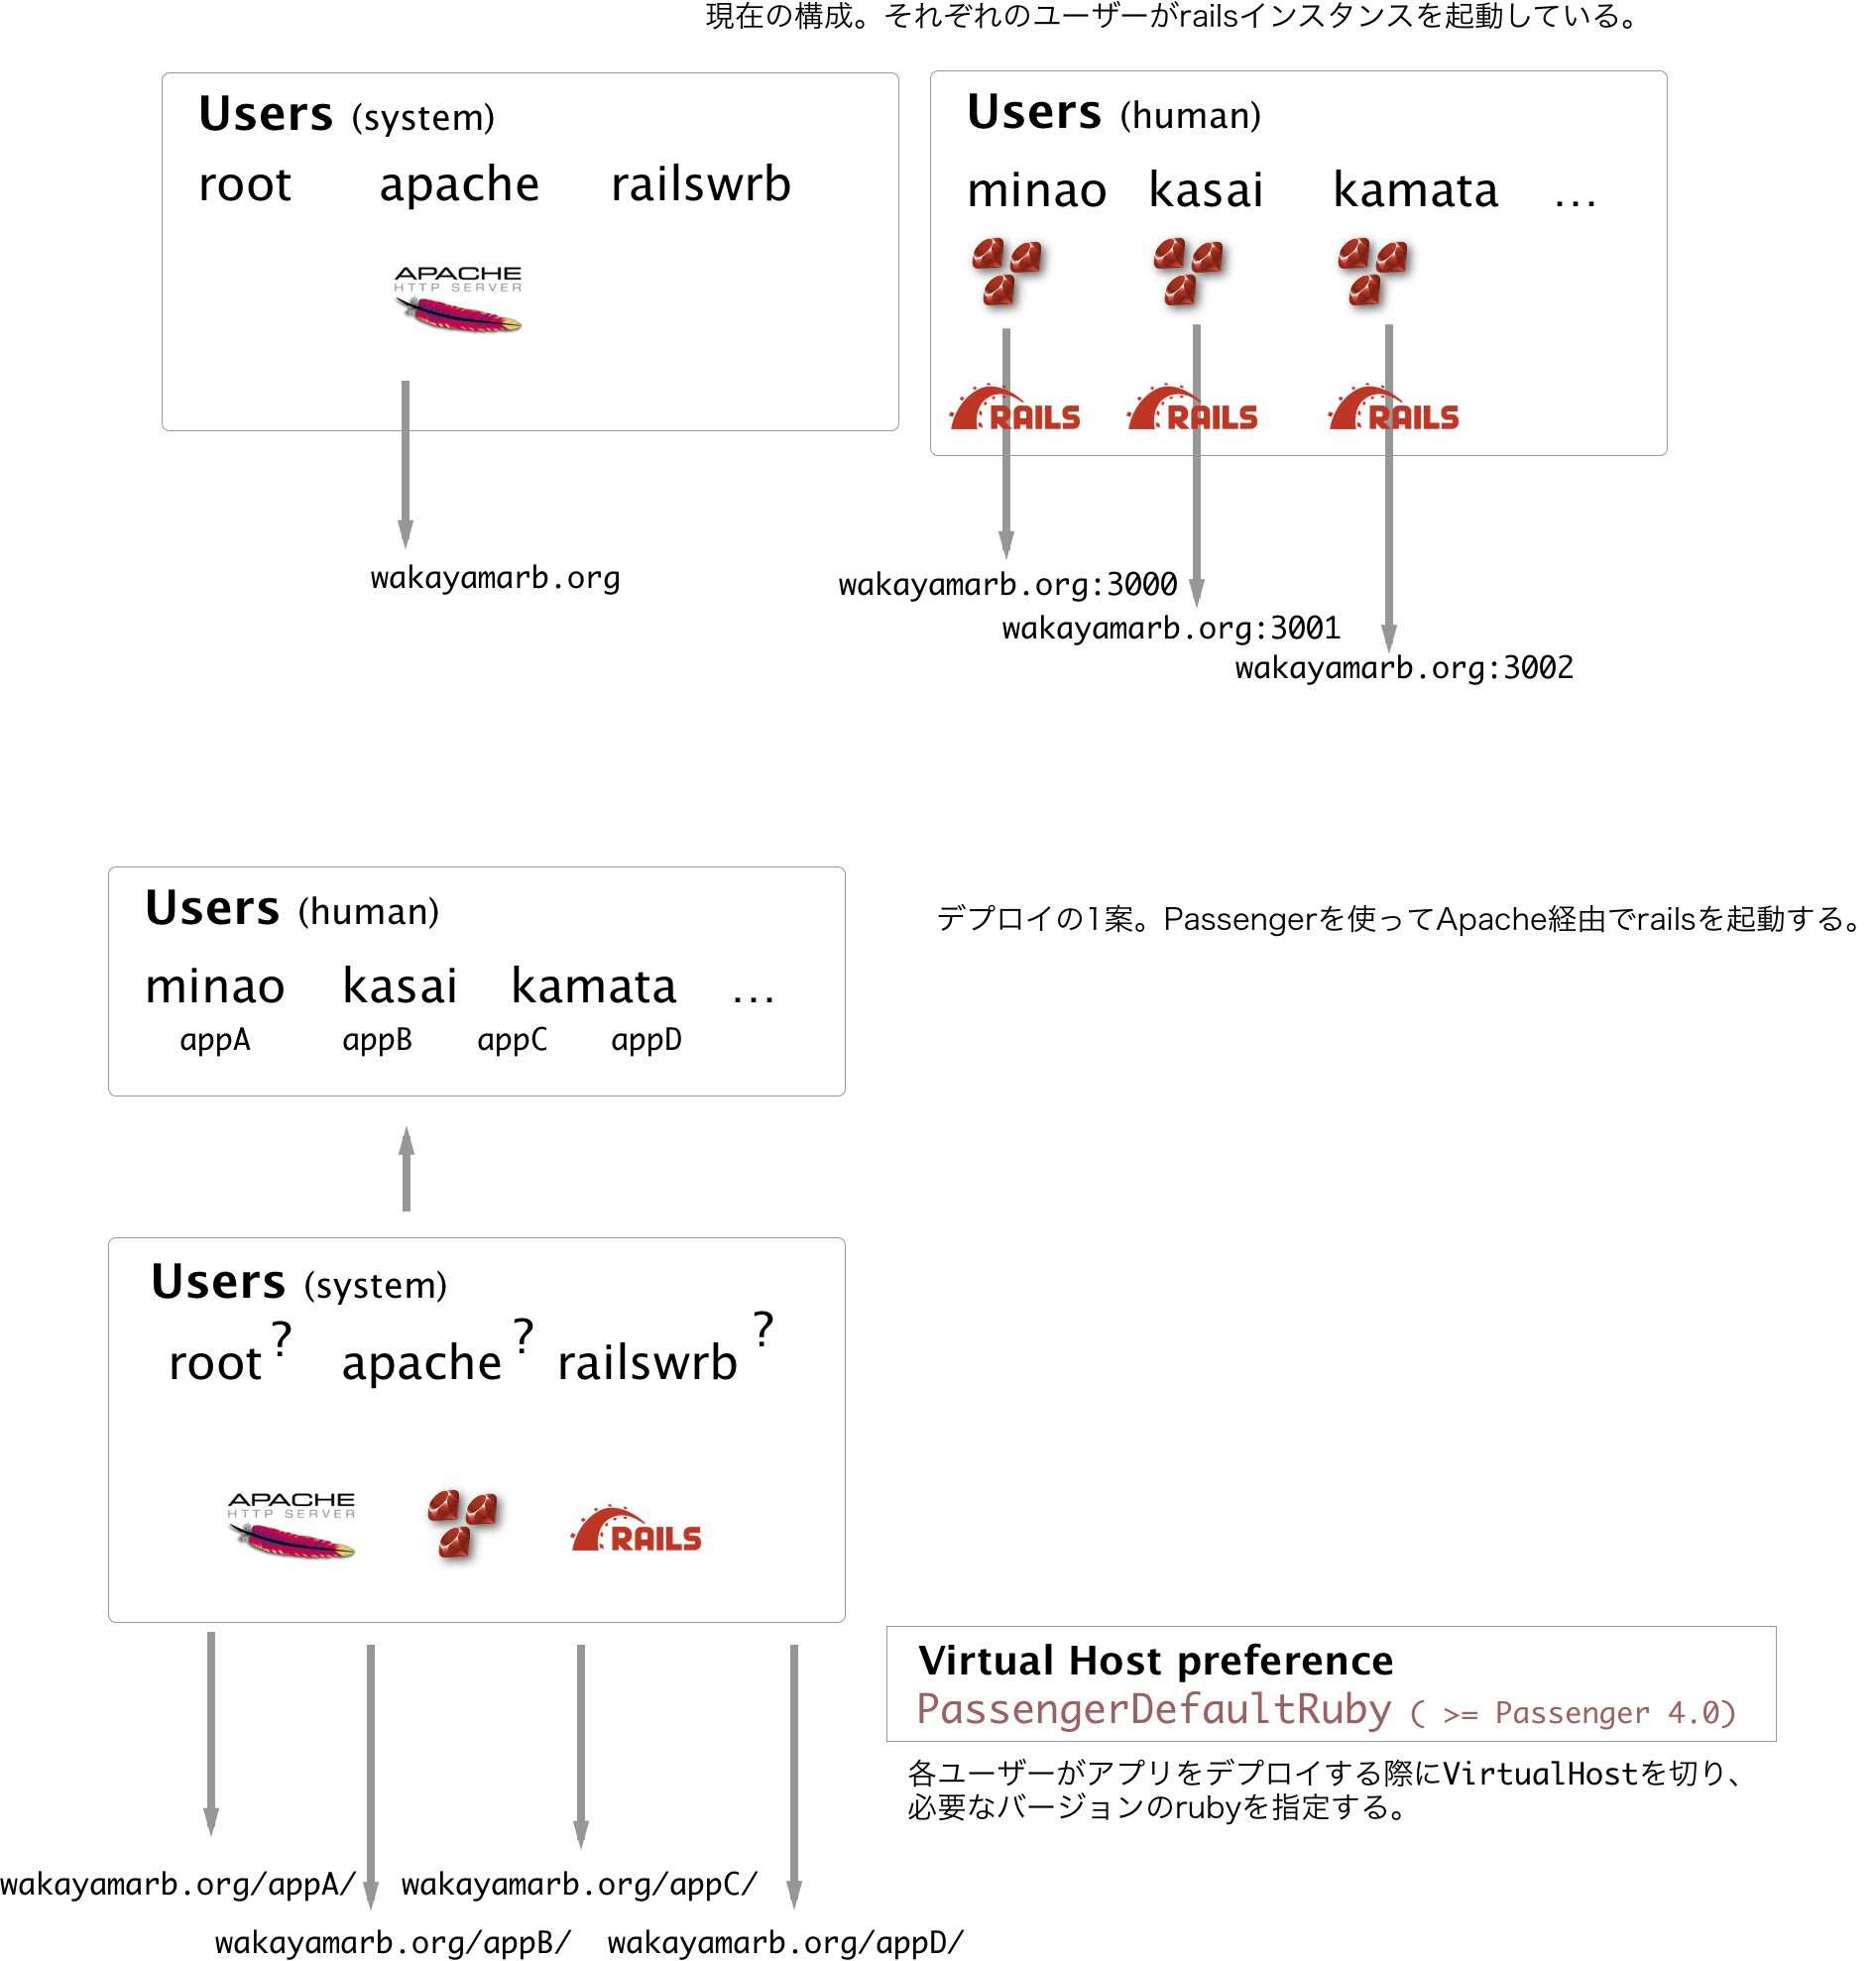 現在の構成。それぞれのユーザーがrailsインスタンスを起動している。
Users (system)
root apache railswrb
APACHE
HTTP SERVER
wakayamarb.org
Users (human)
minao kasai kamata ...
RAILS RAILS RAILS
wakayamarb.org:3000
wakayamarb.org:3001
wakayamarb.org:3002
デプロイの1案。Passengerを使ってApache経由でrailsを起動する。
Users (human)
minao kasai kamata ...
appA appB appC appD
Users (system)
root ? apache ? railswrb ?
APACHE
HTTP SERVER
RAILS
Virtual Host preference
PassengerDefaultRuby ( >= Passenger 4.0)
各ユーザーがアプリをデプロイする際にVirtualHostを切り、
必要なバージョンのrubyを指定する。
wakayamarb.org/appA/ wakayamarb.org/appC/
wakayamarb.org/appB/ wakayamarb.org/appD/